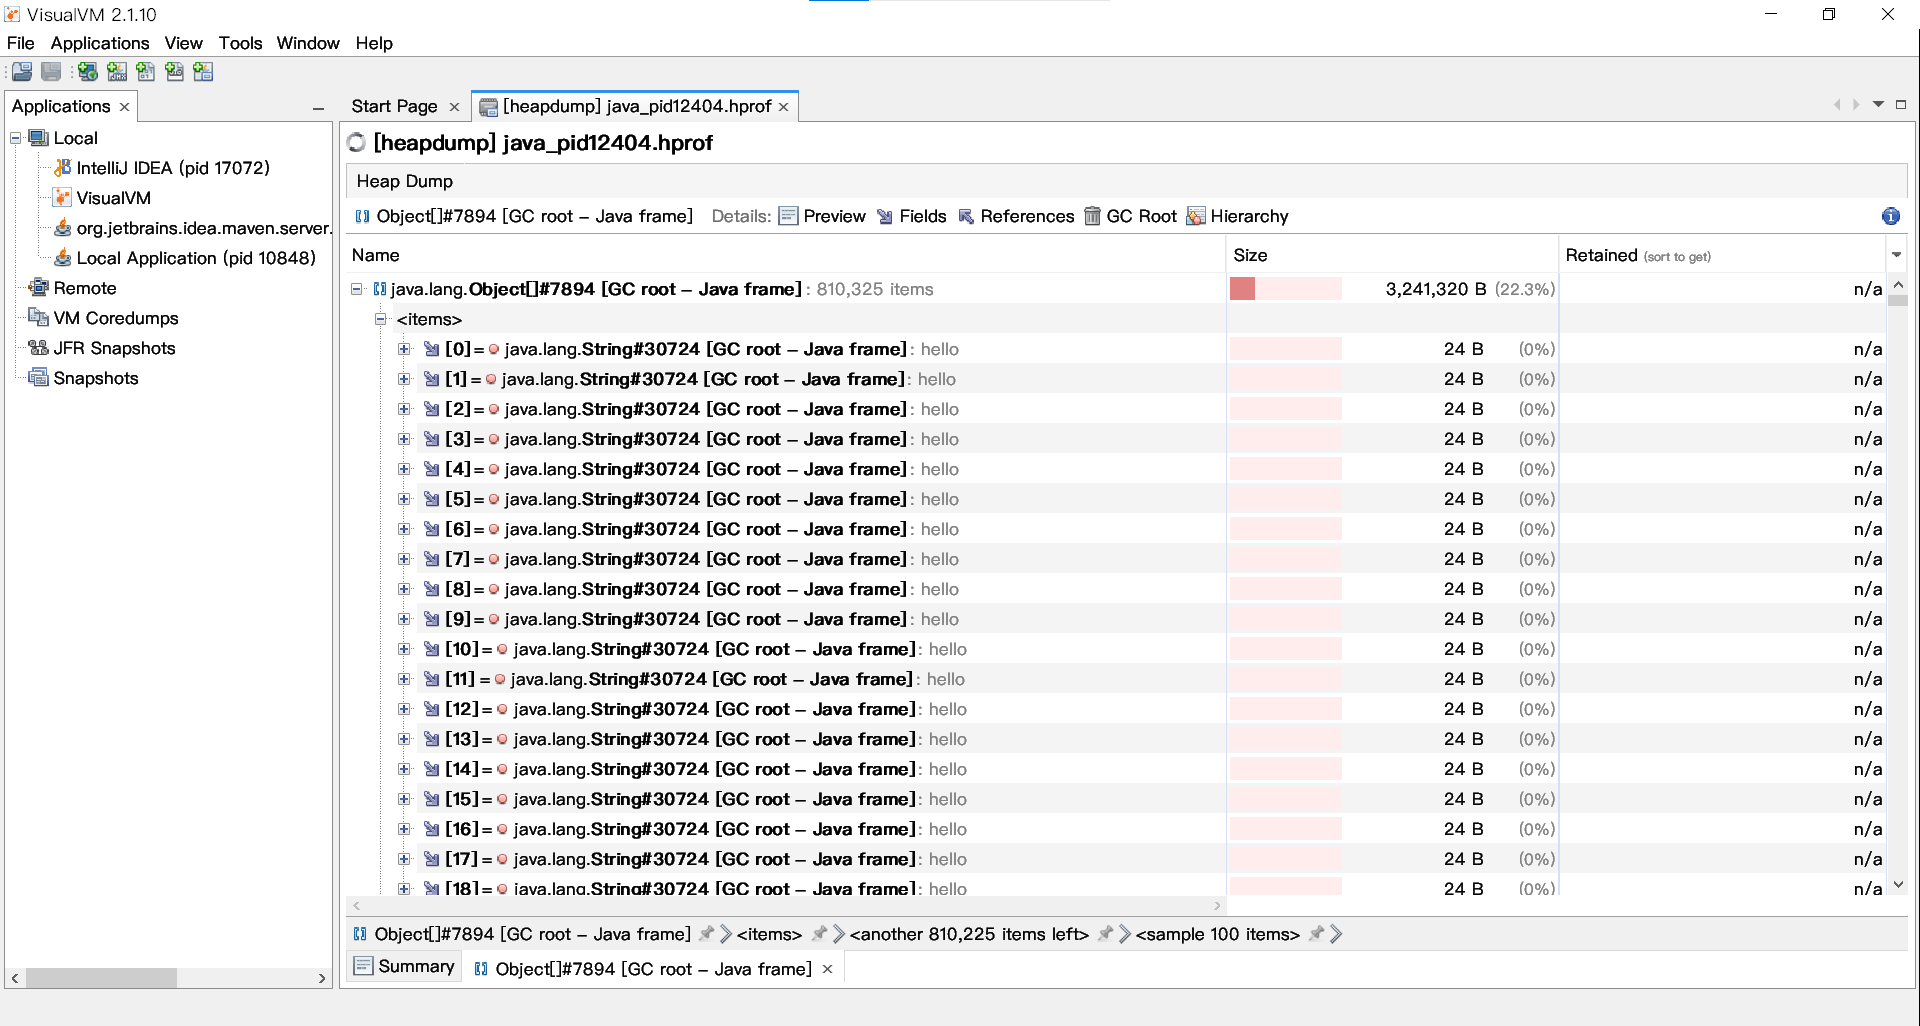 VisualVM 2.1.10
File Applications View Tools Window Help
Applications
Start Page
[heapdump] java_pid12404.hprof
Local
IntelliJ IDEA (pid 17072)
VisualVM
org.jetbrains.idea.maven.server.
Local Application (pid 10848)
Remote
VM Coredumps
JFR Snapshots
Snapshots
[heapdump] java_pid12404.hprof
Heap Dump
Object[]#7894 [GC root – Java frame] Details: Preview Fields References GC Root Hierarchy
Name Size Retained (sort to get)
java.lang.Object[]#7894 [GC root – Java frame] : 810,325 items 3,241,320 B (22.3%) n/a
<items>
[0] = java.lang.String#30724 [GC root – Java frame] : hello 24 B (0%) n/a
[1] = java.lang.String#30724 [GC root – Java frame] : hello 24 B (0%) n/a
[2] = java.lang.String#30724 [GC root – Java frame] : hello 24 B (0%) n/a
[3] = java.lang.String#30724 [GC root – Java frame] : hello 24 B (0%) n/a
[4] = java.lang.String#30724 [GC root – Java frame] : hello 24 B (0%) n/a
[5] = java.lang.String#30724 [GC root – Java frame] : hello 24 B (0%) n/a
[6] = java.lang.String#30724 [GC root – Java frame] : hello 24 B (0%) n/a
[7] = java.lang.String#30724 [GC root – Java frame] : hello 24 B (0%) n/a
[8] = java.lang.String#30724 [GC root – Java frame] : hello 24 B (0%) n/a
[9] = java.lang.String#30724 [GC root – Java frame] : hello 24 B (0%) n/a
[10] = java.lang.String#30724 [GC root – Java frame] : hello 24 B (0%) n/a
[11] = java.lang.String#30724 [GC root – Java frame] : hello 24 B (0%) n/a
[12] = java.lang.String#30724 [GC root – Java frame] : hello 24 B (0%) n/a
[13] = java.lang.String#30724 [GC root – Java frame] : hello 24 B (0%) n/a
[14] = java.lang.String#30724 [GC root – Java frame] : hello 24 B (0%) n/a
[15] = java.lang.String#30724 [GC root – Java frame] : hello 24 B (0%) n/a
[16] = java.lang.String#30724 [GC root – Java frame] : hello 24 B (0%) n/a
[17] = java.lang.String#30724 [GC root – Java frame] : hello 24 B (0%) n/a
[18] = java.lang.String#30724 [GC root – Java frame] : hello 24 B (0%) n/a
Object[]#7894 [GC root – Java frame] <items> <another 810,225 items left> <sample 100 items>
Summary Object[]#7894 [GC root – Java frame]